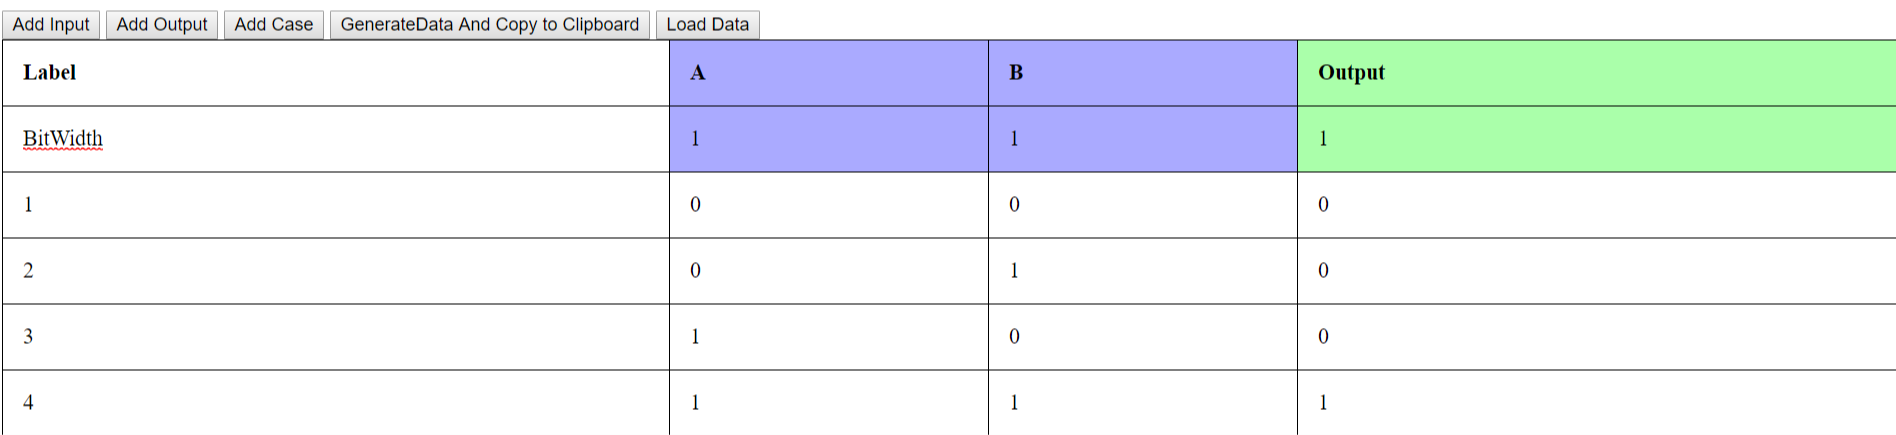 Add Input Add Output Add Case GenerateData And Copy to Clipboard Load Data
Label A B Output
BitWidth 1 1 1
1 0 0 0
2 0 1 0
3 1 0 0
4 1 1 1